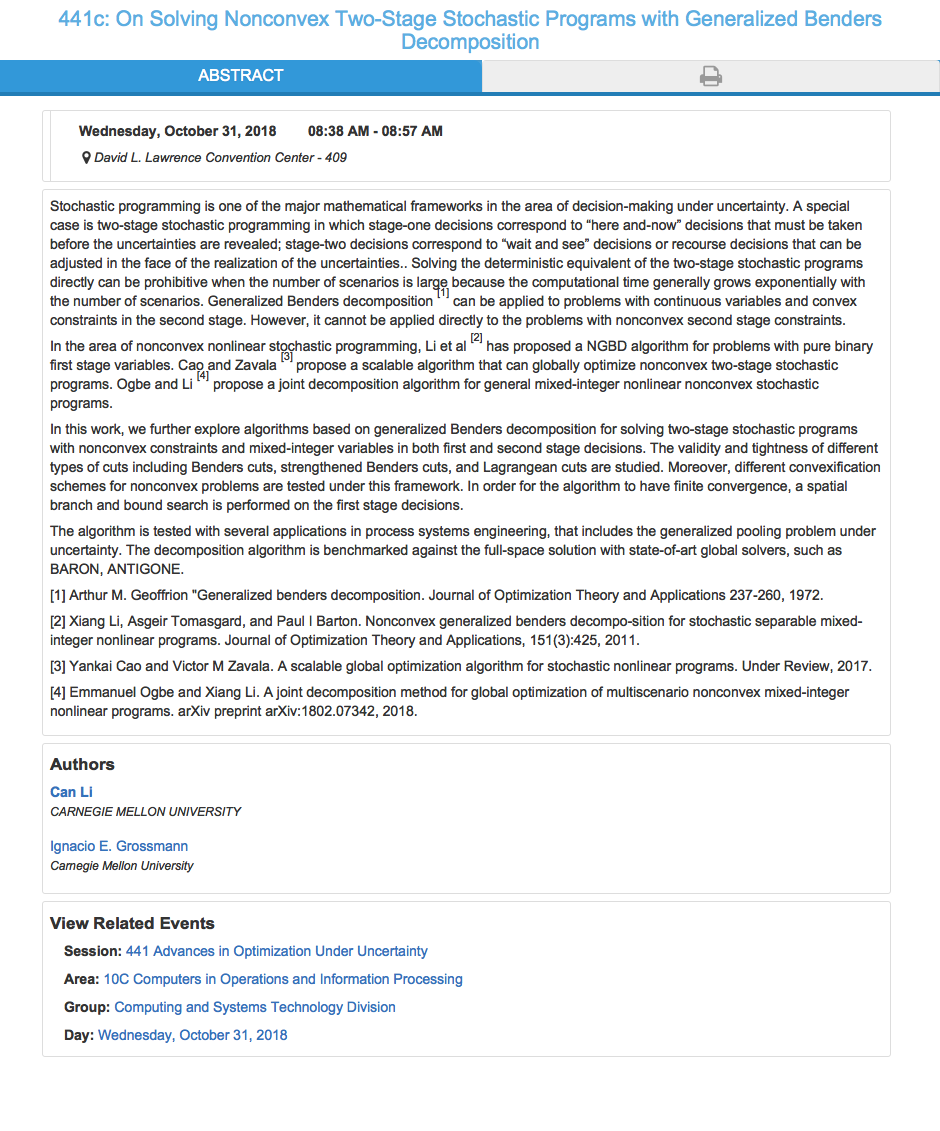 441c: On Solving Nonconvex Two-Stage Stochastic Programs with Generalized Benders
Decomposition
ABSTRACT
Wednesday, October 31, 2018 08:38 AM - 08:57 AM
David L. Lawrence Convention Center - 409
Stochastic programming is one of the major mathematical frameworks in the area of decision-making under uncertainty. A special
case is two-stage stochastic programming in which stage-one decisions correspond to “here and-now” decisions that must be taken
before the uncertainties are revealed; stage-two decisions correspond to “wait and see” decisions or recourse decisions that can be
adjusted in the face of the realization of the uncertainties.. Solving the deterministic equivalent of the two-stage stochastic programs
directly can be prohibitive when the number of scenarios is large because the computational time generally grows exponentially with
the number of scenarios. Generalized Benders decomposition [1] can be applied to problems with continuous variables and convex
constraints in the second stage. However, it cannot be applied directly to the problems with nonconvex second stage constraints.
In the area of nonconvex nonlinear stochastic programming, Li et al [2] has proposed a NGBD algorithm for problems with pure binary
first stage variables. Cao and Zavala [3] propose a scalable algorithm that can globally optimize nonconvex two-stage stochastic
programs. Ogbe and Li [4] propose a joint decomposition algorithm for general mixed-integer nonlinear nonconvex stochastic
programs.
In this work, we further explore algorithms based on generalized Benders decomposition for solving two-stage stochastic programs
with nonconvex constraints and mixed-integer variables in both first and second stage decisions. The validity and tightness of different
types of cuts including Benders cuts, strengthened Benders cuts, and Lagrangean cuts are studied. Moreover, different convexification
schemes for nonconvex problems are tested under this framework. In order for the algorithm to have finite convergence, a spatial
branch and bound search is performed on the first stage decisions.
The algorithm is tested with several applications in process systems engineering, that includes the generalized pooling problem under
uncertainty. The decomposition algorithm is benchmarked against the full-space solution with state-of-art global solvers, such as
BARON, ANTIGONE.
[1] Arthur M. Geoffrion "Generalized benders decomposition. Journal of Optimization Theory and Applications 237-260, 1972.
[2] Xiang Li, Asgeir Tomasgard, and Paul I Barton. Nonconvex generalized benders decompo-sition for stochastic separable mixed-
integer nonlinear programs. Journal of Optimization Theory and Applications, 151(3):425, 2011.
[3] Yankai Cao and Victor M Zavala. A scalable global optimization algorithm for stochastic nonlinear programs. Under Review, 2017.
[4] Emmanuel Ogbe and Xiang Li. A joint decomposition method for global optimization of multiscenario nonconvex mixed-integer
nonlinear programs. arXiv preprint arXiv:1802.07342, 2018.
Authors
Can Li
CARNEGIE MELLON UNIVERSITY
Ignacio E. Grossmann
Carnegie Mellon University
View Related Events
Session: 441 Advances in Optimization Under Uncertainty
Area: 10C Computers in Operations and Information Processing
Group: Computing and Systems Technology Division
Day: Wednesday, October 31, 2018